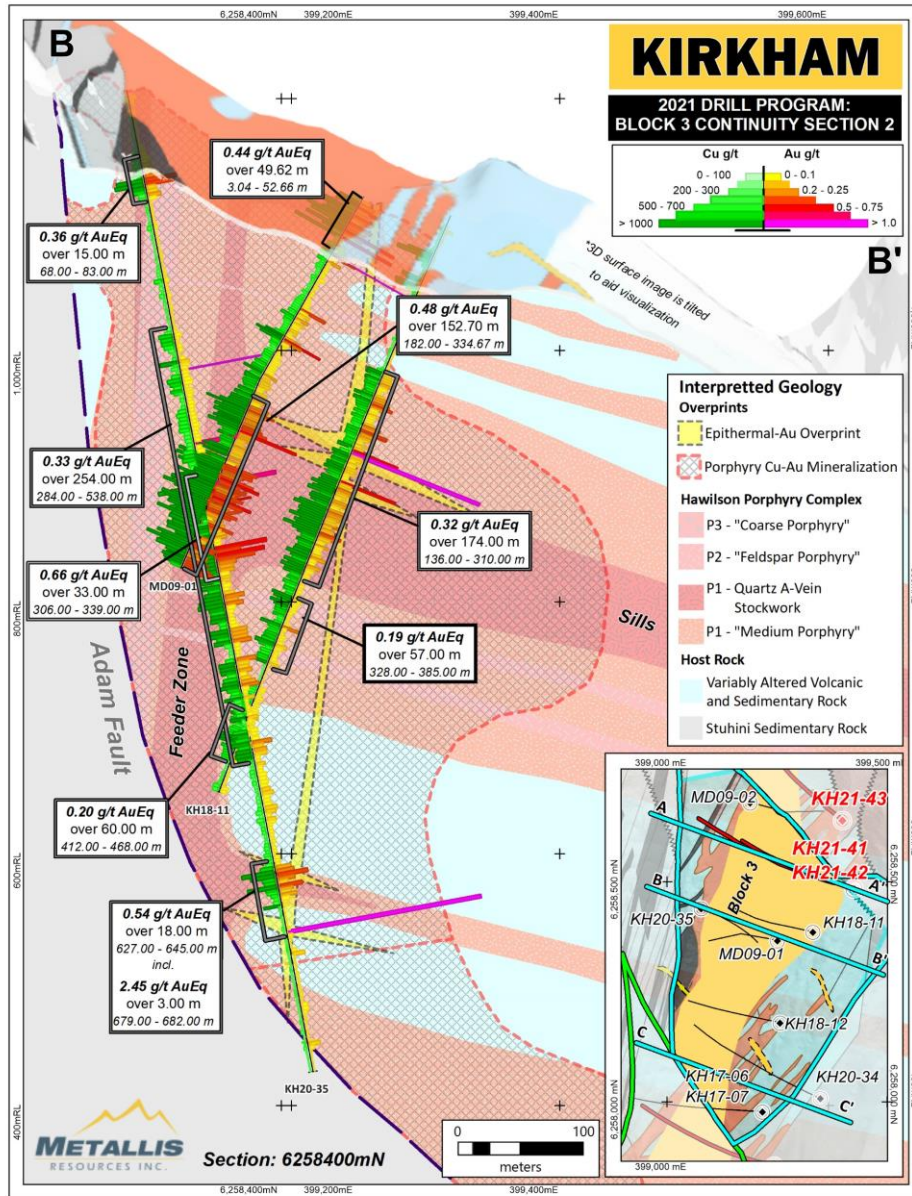 6,258,400mN
399,200mE
399,400mE
399,600mE
B
KIRKHAM
2021 DRILL PROGRAM:
BLOCK 3 CONTINUITY SECTION 2
Cu g/t
Au g/t
0 - 100
0 - 0.1
200 - 300
0.2 - 0.25
500 - 700
0.5 - 0.75
> 1000
> 1.0
B'
*3D surface image is tilted
to aid visualization
0.44 g/t AuEq
over 49.62 m
3.04 - 52.66 m
0.36 g/t AuEq
over 15.00 m
68.00 - 83.00 m
0.48 g/t AuEq
over 152.70 m
182.00 - 334.67 m
1,000mRL
0.33 g/t AuEq
over 254.00 m
284.00 - 538.00 m
0.32 g/t AuEq
over 174.00 m
136.00 - 310.00 m
MD09-01
0.66 g/t AuEq
over 33.00 m
306.00 - 339.00 m
800mRL
0.19 g/t AuEq
over 57.00 m
328.00 - 385.00 m
Sills
Adam Fault
Feeder Zone
KH18-11
0.20 g/t AuEq
over 60.00 m
412.00 - 468.00 m
600mRL
0.54 g/t AuEq
over 18.00 m
627.00 - 645.00 m
incl.
2.45 g/t AuEq
over 3.00 m
679.00 - 682.00 m
KH20-35
400mRL
Interpretted Geology
Overprints
Epithermal-Au Overprint
Porphyry Cu-Au Mineralization
Hawilson Porphyry Complex
P3 - "Coarse Porphyry"
P2 - "Feldspar Porphyry"
P1 - Quartz A-Vein
Stockwork
P1 - "Medium Porphyry"
Host Rock
Variably Altered Volcanic
and Sedimentary Rock
Stuhini Sedimentary Rock
399,000 mE
399,500 mE
MD09-02
KH21-43
A
KH21-41
KH21-42
A"
6,258,500 mN
6,258,500 mN
B
Block 3
KH20-35
KH18-11
MD09-01
B'
KH18-12
C
KH17-06
KH17-07
KH20-34
C'
6,258,000 mN
6,258,000 mN
399,000 mE
METALLIS
RESOURCES INC.
Section: 6258400mN
0
100
meters
6,258,400mN
399,200mE
399,400mE